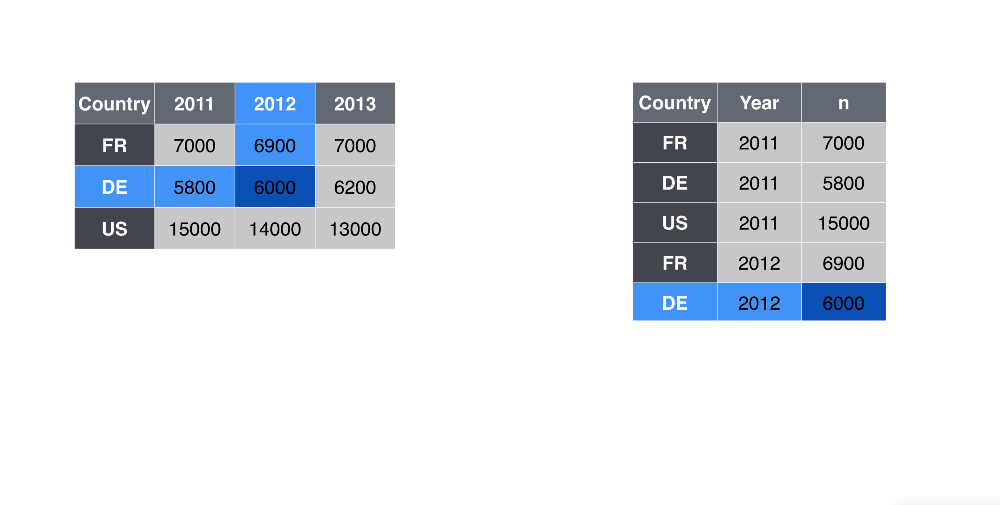 Country 2011 2012 2013
FR 7000 6900 7000
DE 5800 6000 6200
US 15000 14000 13000
Country Year n
FR 2011 7000
DE 2011 5800
US 2011 15000
FR 2012 6900
DE 2012 6000